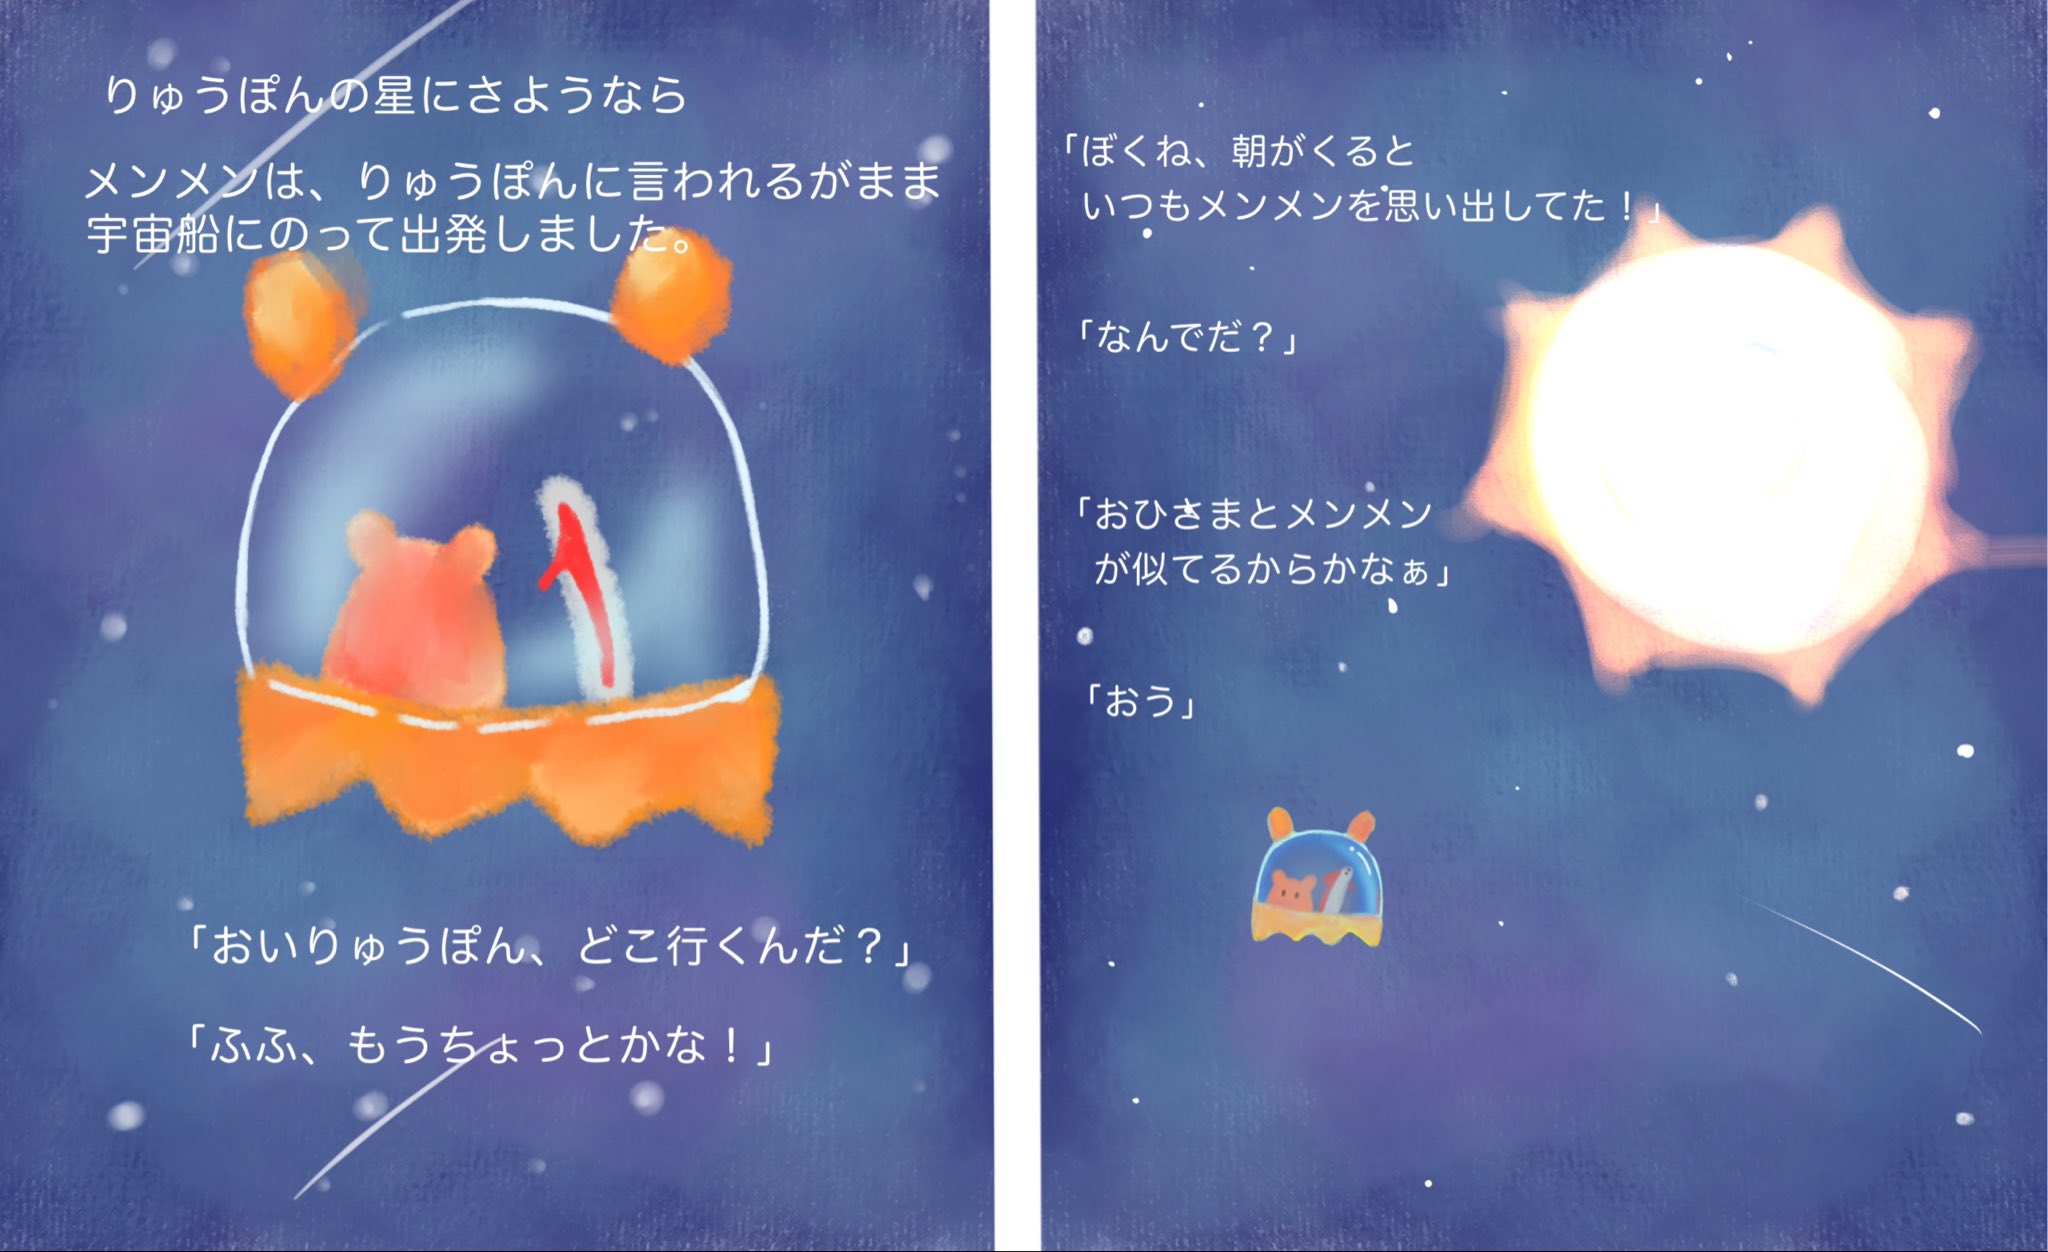 りゅうぽんの星にさようなら
メンメンは、りゅうぽんに言われるがまま
宇宙船にのって出発しました。
「おいりゅうぽん、どこ行くんだ？」
「ふふ、もうちょっとかな！」
「ぼくね、朝がくると
いつもメンメンを思い出してた！」
「なんでだ？」
「おひさまとメンメン
が似てるからかなぁ」
「おう」